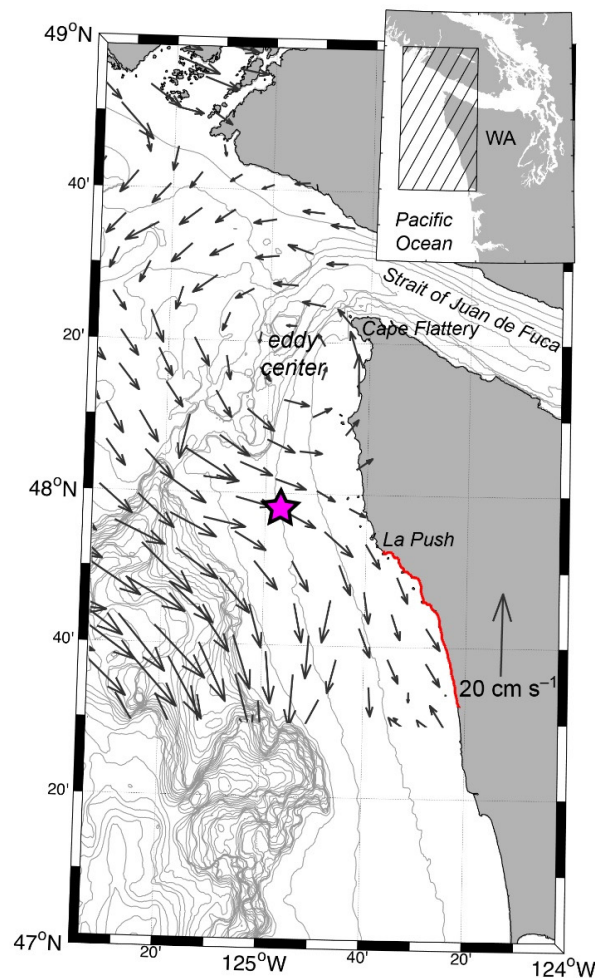 49°N
WA
40'
Pacific
Ocean
Strait of Juan de Fuca
20'
Cape Flattery
eddy
center
48°N
La Push
40'
20 cm s⁻¹
20'
47°N
20'
125°W
40'
20'
124°W